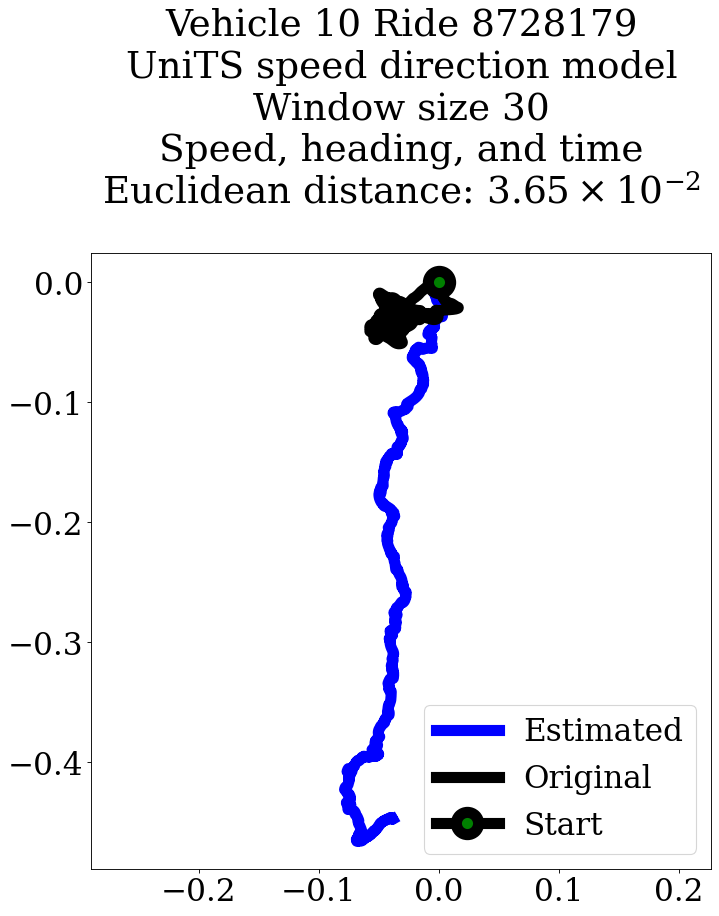 Vehicle 10 Ride 8728179
UniTS speed direction model
Window size 30
Speed, heading, and time
Euclidean distance: 3.65 × 10⁻²
0.0
−0.1
−0.2
−0.3
−0.4
Estimated
Original
Start
−0.2 −0.1 0.0 0.1 0.2